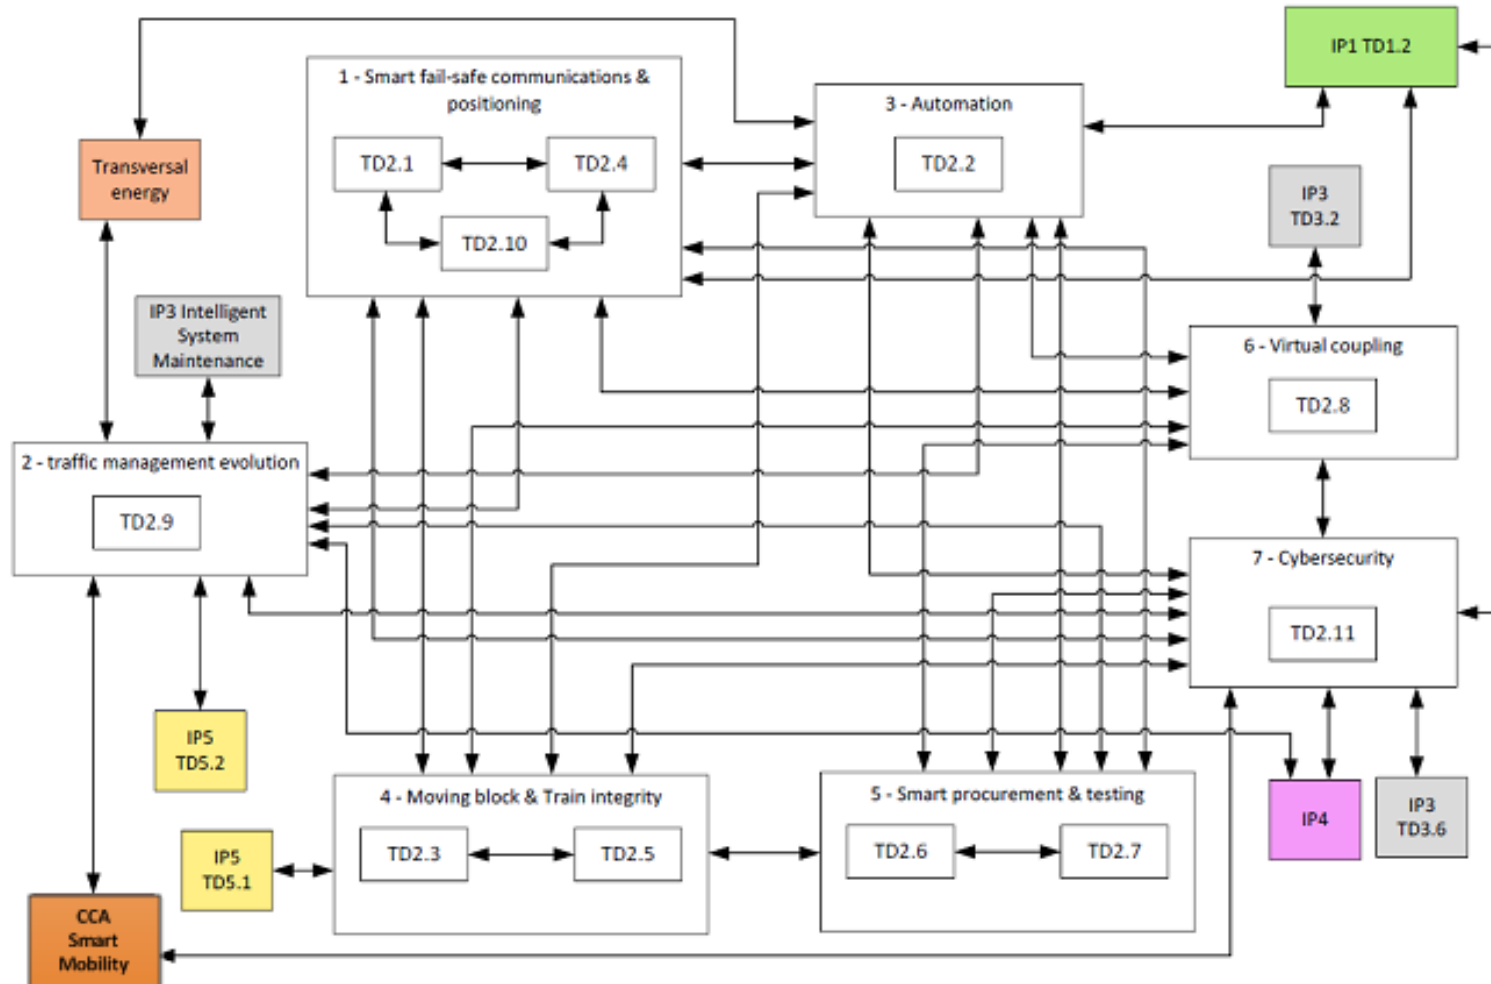 IP1 TD1.2
1 - Smart fail-safe communications &
positioning
TD2.1
TD2.4
TD2.10
3 - Automation
TD2.2
Transversal
energy
IP3
TD3.2
IP3 Intelligent
System
Maintenance
6 - Virtual coupling
TD2.8
2 - traffic management evolution
TD2.9
7 - Cybersecurity
TD2.11
IP5
TD5.2
4 - Moving block & Train integrity
TD2.3
TD2.5
5 - Smart procurement & testing
TD2.6
TD2.7
IP4
IP3
TD3.6
IP5
TD5.1
CCA
Smart
Mobility